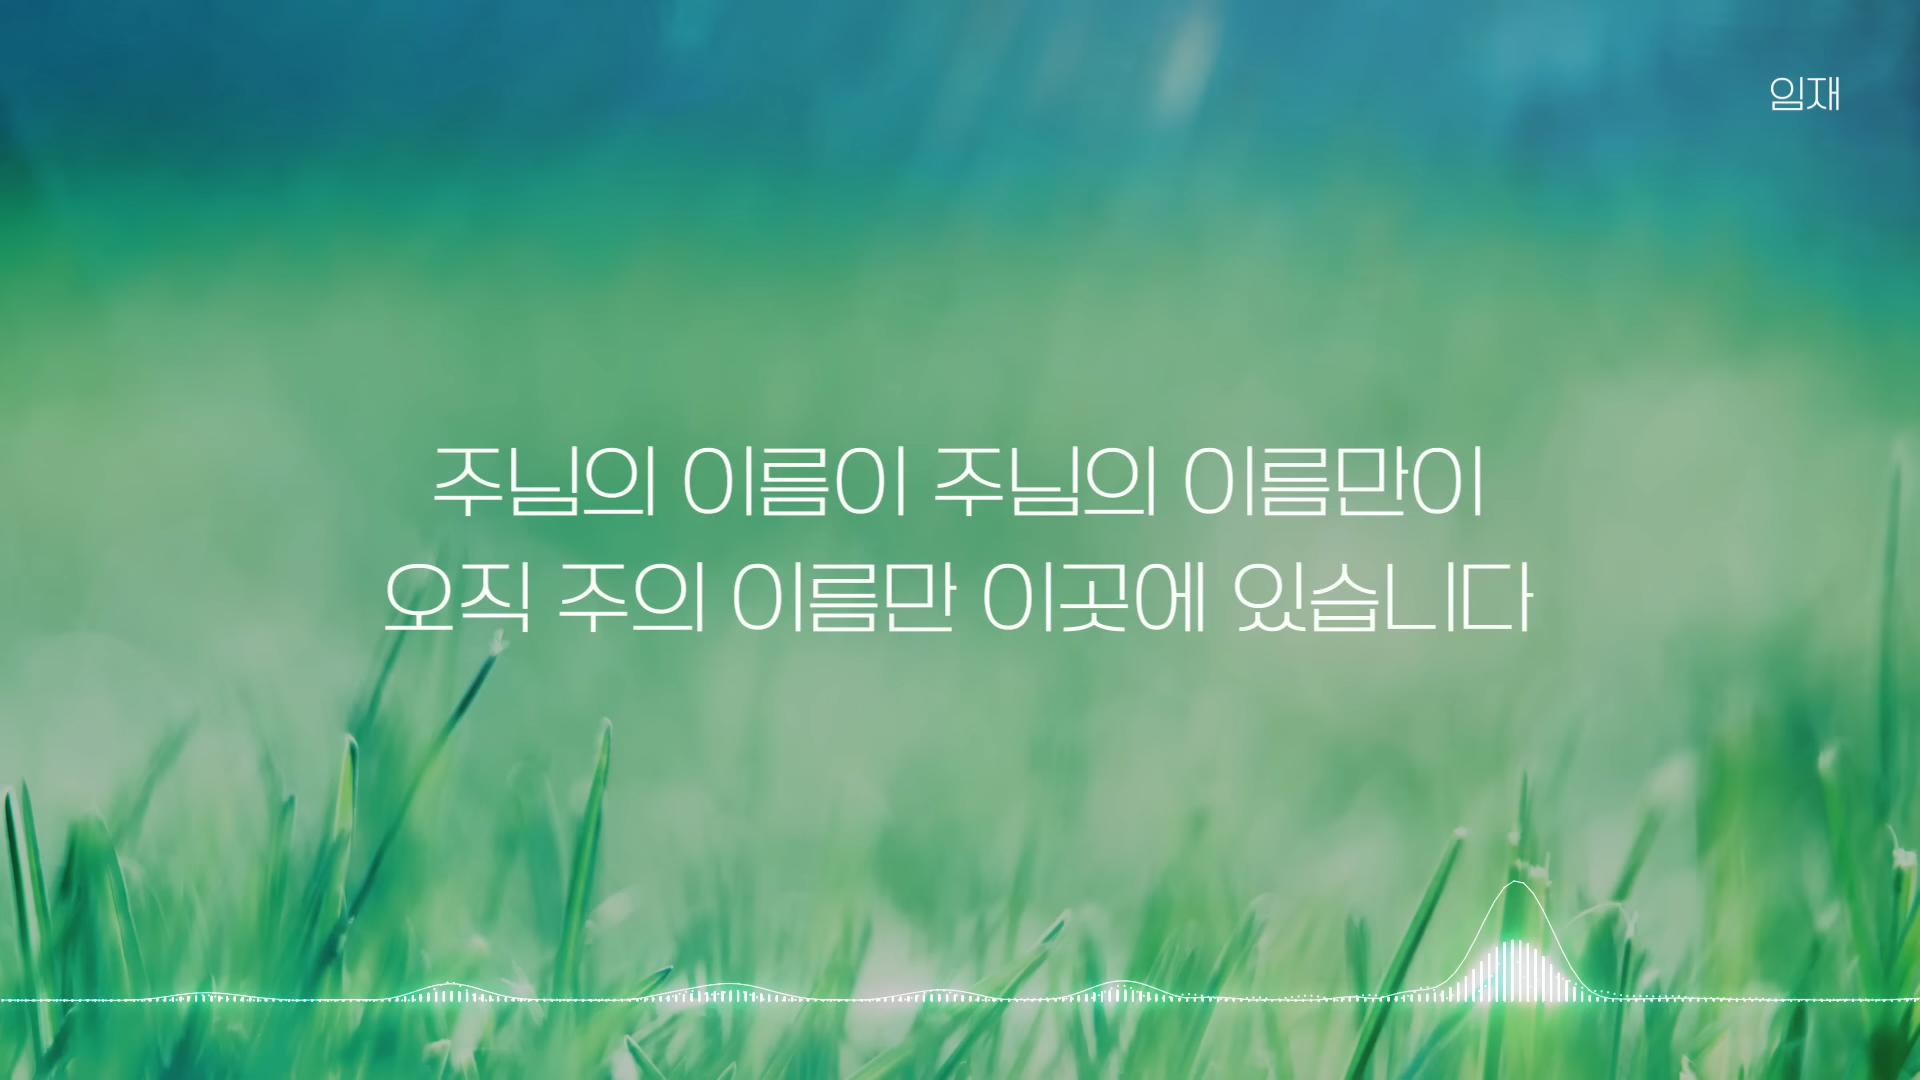 임재
주님의 이름이 주님의 이름만이
오직 주의 이름만 이곳에 있습니다